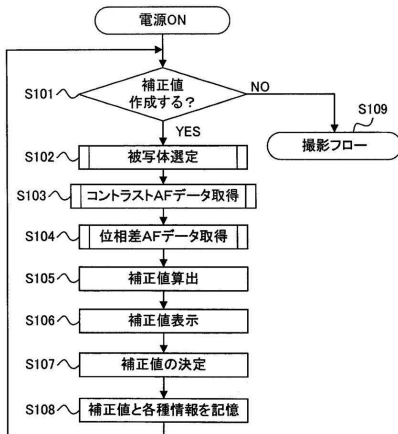 電源ON
S101
補正値
作成する?
NO
S109
撮影フロー
YES
S102
被写体選定
S103
コントラストAFデータ取得
S104
位相差AFデータ取得
S105
補正値算出
S106
補正値表示
S107
補正値の決定
S108
補正値と各種情報を記憶